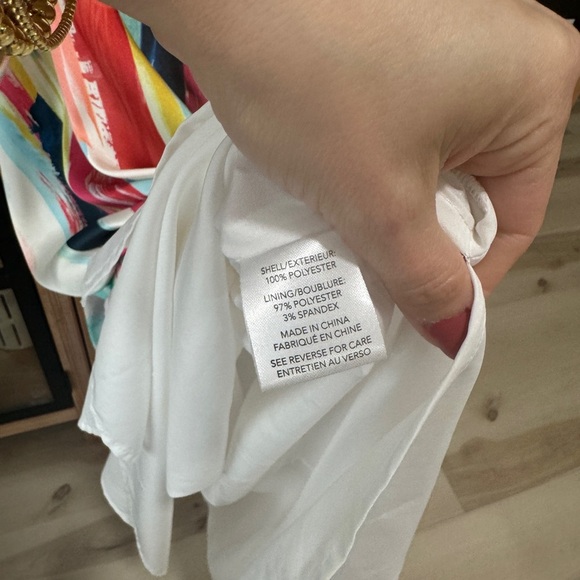 SHELL/EXTERIEUR:
100% POLYESTER
LINING/BOUBLURE:
97% POLYESTER
3% SPANDEX
MADE IN CHINA
FABRIQUÉ EN CHINE
SEE REVERSE FOR CARE
ENTRETIEN AU VERSO